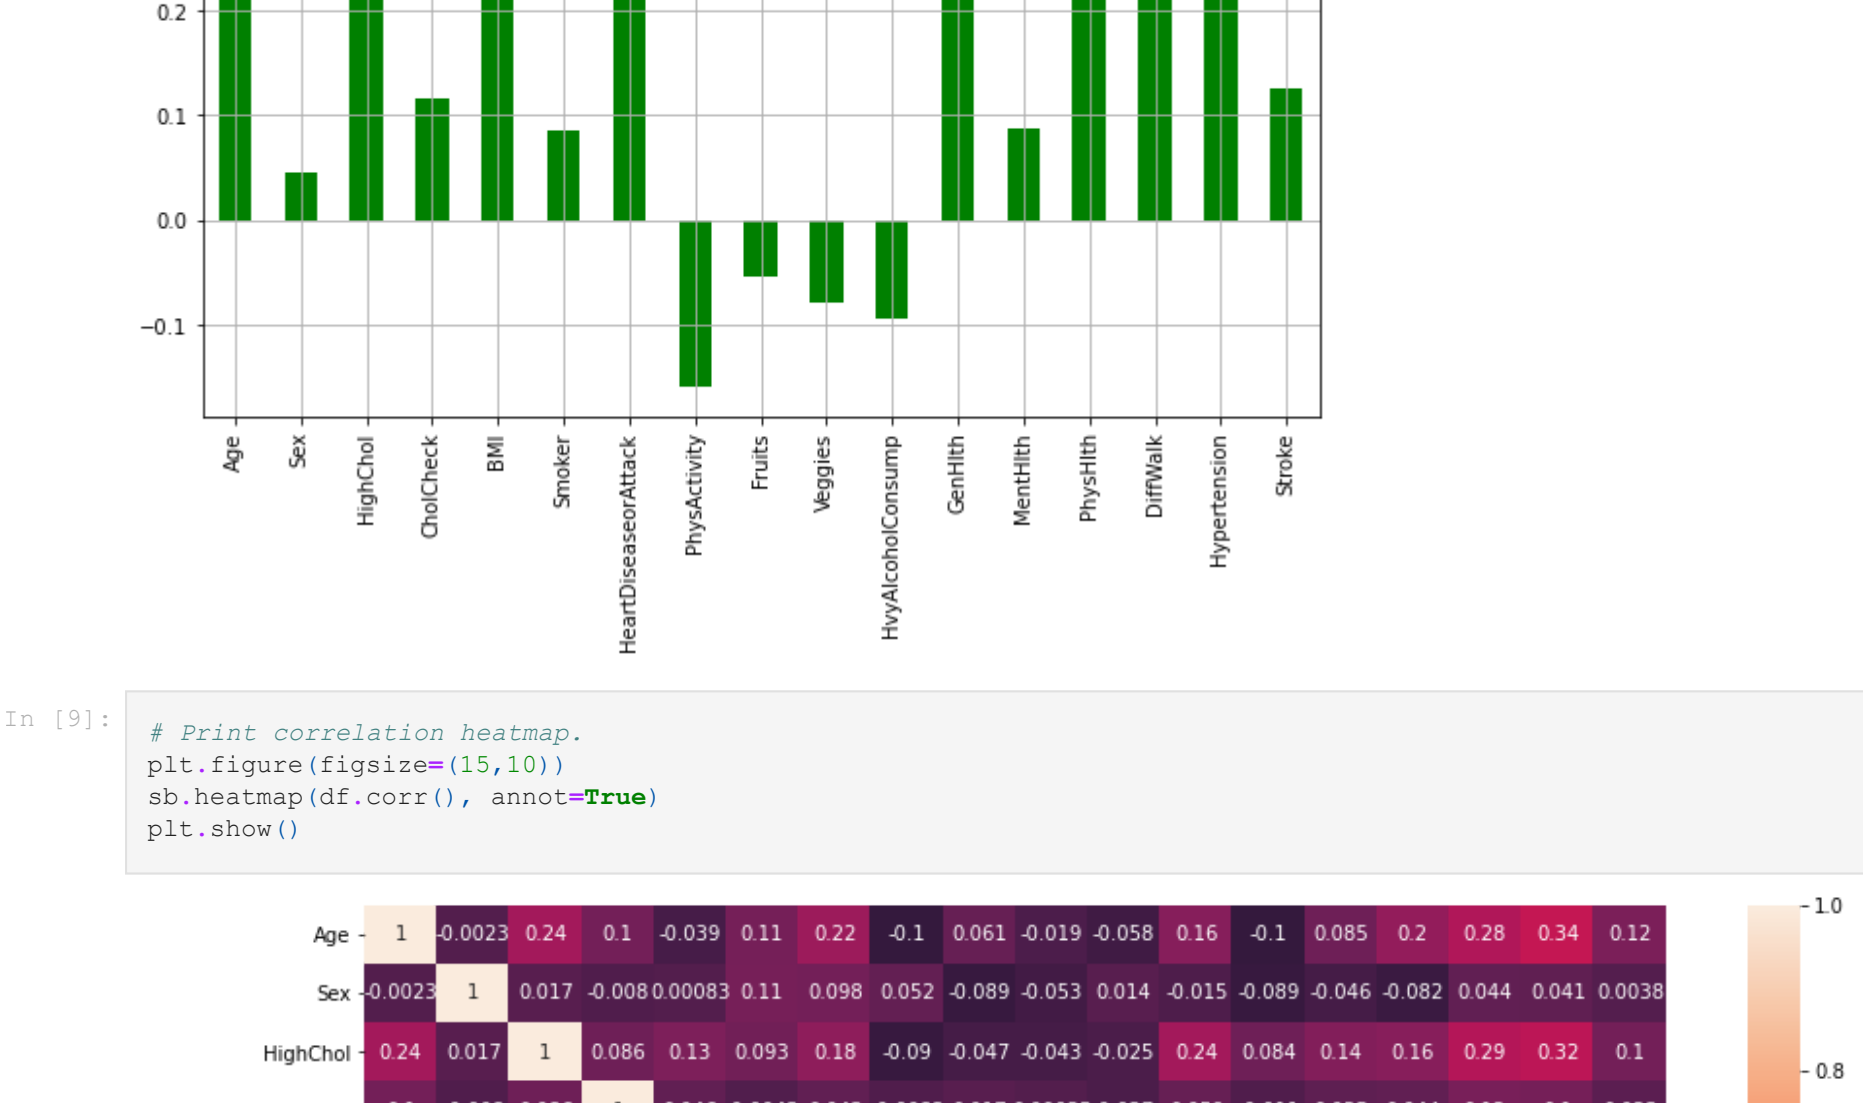 0.2
0.1
0.0
−0.1
Age Sex HighChol CholCheck BMI Smoker HeartDiseaseorAttack PhysActivity Fruits Veggies HvyAlcoholConsump GenHlth MentHlth PhysHlth DiffWalk Hypertension Stroke
In [9]:
# Print correlation heatmap.
plt.figure(figsize=(15,10))
sb.heatmap(df.corr(), annot=True)
plt.show()
Age 1 -0.0023 0.24 0.1 -0.039 0.11 0.22 -0.1 0.061 -0.019 -0.058 0.16 -0.1 0.085 0.2 0.28 0.34 0.12 1.0
Sex -0.0023 1 0.017 -0.008 0.00083 0.11 0.098 0.052 -0.089 -0.053 0.014 -0.015 -0.089 -0.046 -0.082 0.044 0.041 0.0038
HighChol 0.24 0.017 1 0.086 0.13 0.093 0.18 -0.09 -0.047 -0.043 -0.025 0.24 0.084 0.14 0.16 0.29 0.32 0.1
0.8